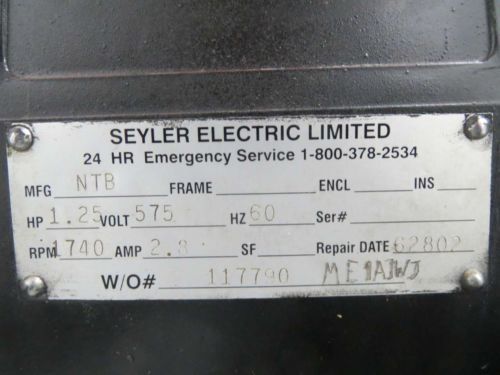 SEYLER ELECTRIC LIMITED
24 HR Emergency Service 1-800-378-2534
MFG NTB FRAME ENCL INS
HP 1.25 VOLT 575 HZ 60 Ser#
RPM 1740 AMP 2.8 SF Repair DATE 62802
W/O# 117790